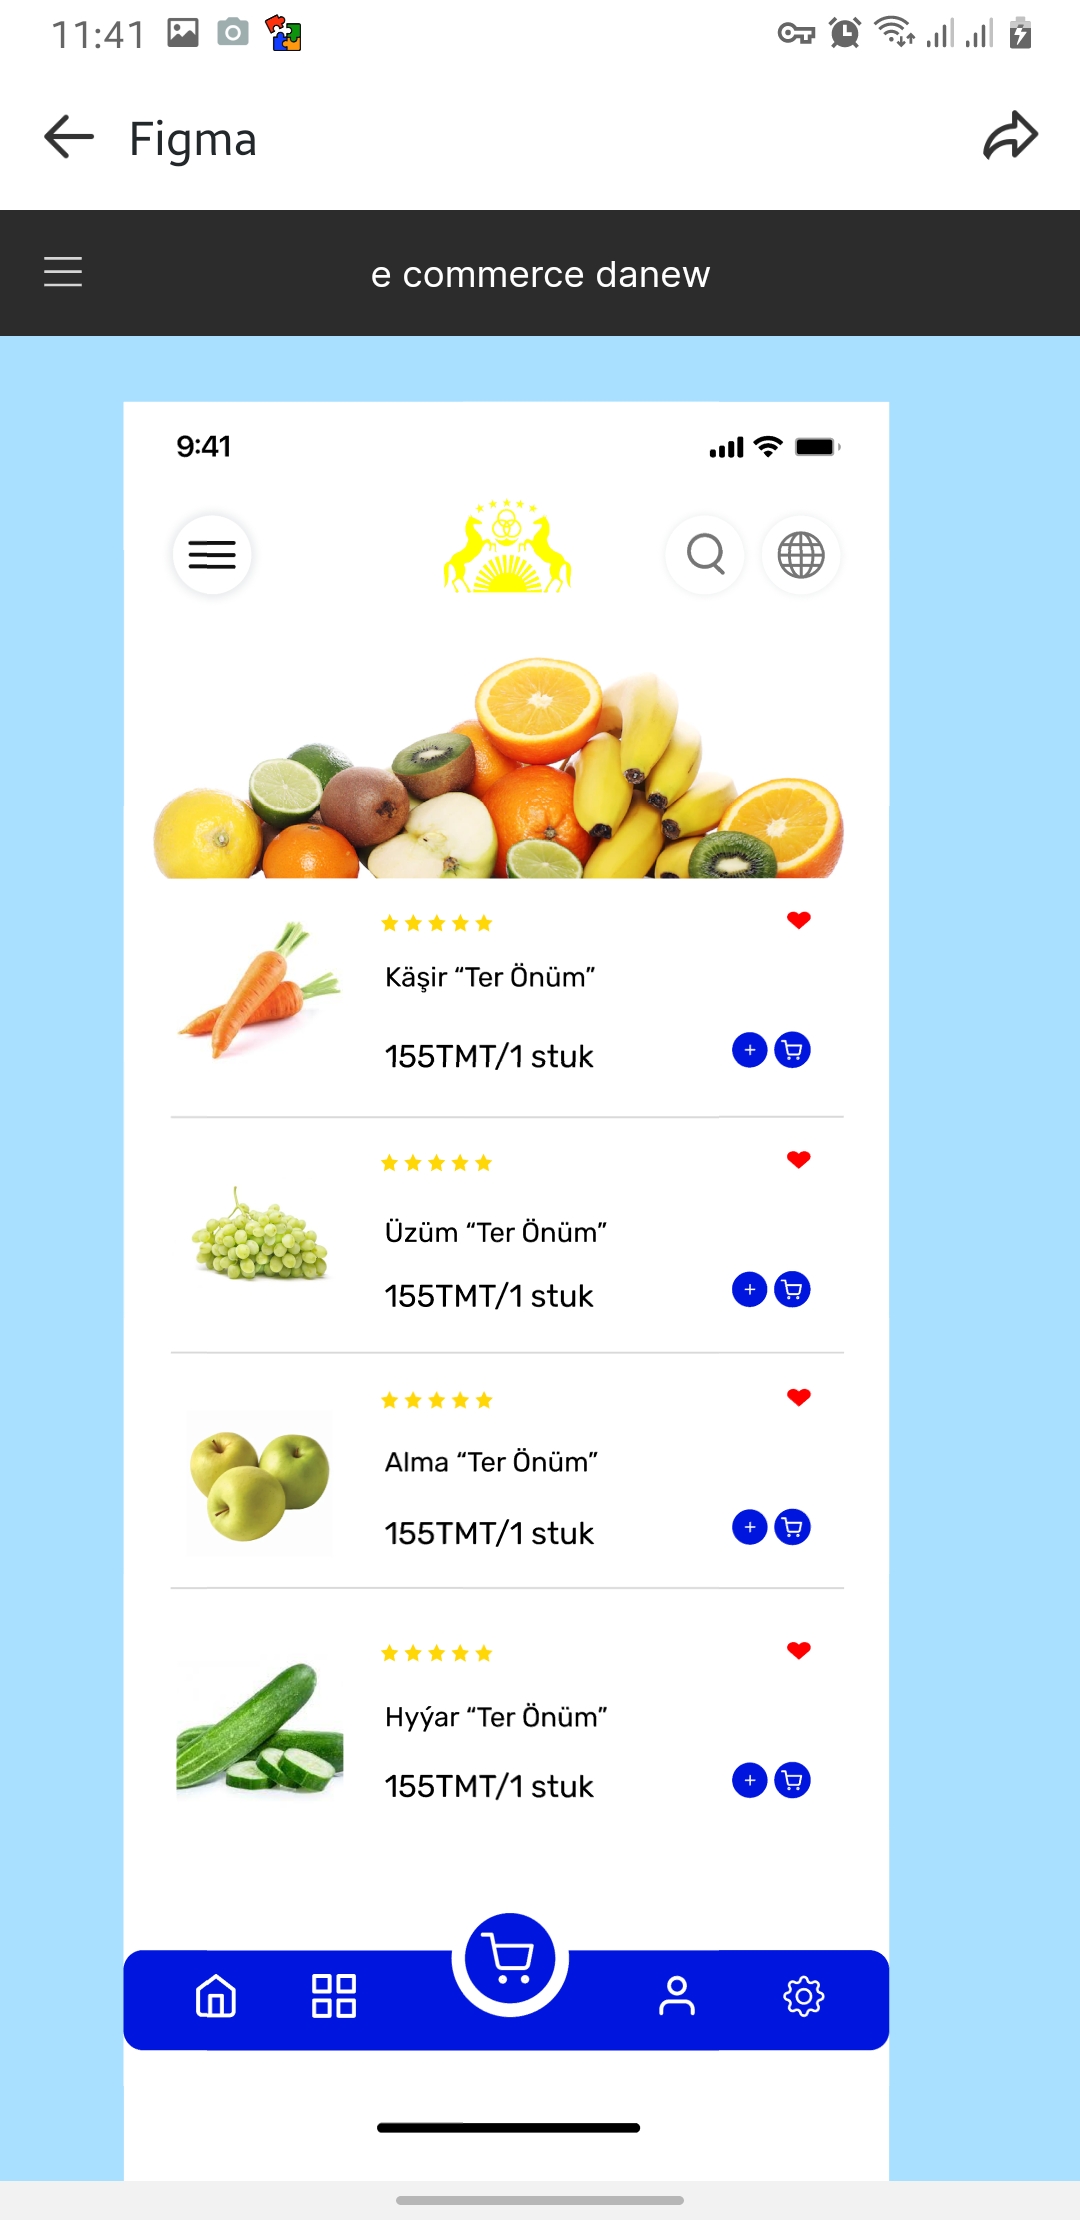 11:41
Figma
e commerce danew
9:41
Käşir “Ter Önüm”
155TMT/1 stuk
Üzüm “Ter Önüm”
155TMT/1 stuk
Alma “Ter Önüm”
155TMT/1 stuk
Hyýar “Ter Önüm”
155TMT/1 stuk